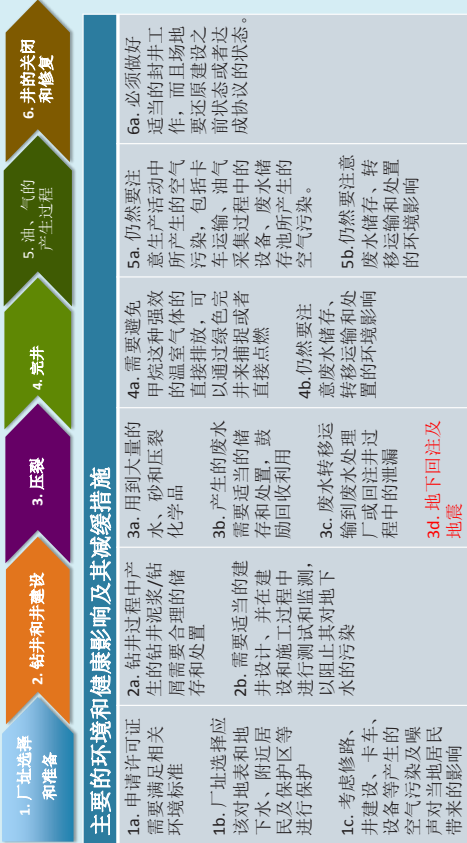 1. 厂址选择
和准备
2. 钻井和井建设
3. 压裂
4. 完井
5. 油、气的
产生过程
6. 井的关闭
和修复
主要的环境和健康影响及其减缓措施
1a. 申请许可证
需要满足相关
环境标准
1b. 厂址选择应
该对地表和地
下水、附近居
民及保护区等
进行保护
1c. 考虑修路、
井建设、卡车、
设备等产生的
空气污染及噪
声对当地居民
带来的影响
2a. 钻井过程中产
生的钻井泥浆/钻
屑需要合理的储
存和处置
2b. 需要适当的建
井设计、并在建
设和施工过程中
进行测试和监测,
以阻止其对地下
水的污染
3a. 用到大量的
水、砂和压裂
化学品
3b. 产生的废水
需要适当的储
存和处置，鼓
励回收利用
3c. 废水转移运
输到废水处理
厂或回注井过
程中的泄漏
3d. 地下回注及
地震
4a. 需要避免
甲烷这种强效
的温室气体的
直接排放，可
以通过绿色完
井来捕捉或者
直接点燃
4b.仍然要注
意废水储存、
转移运输和处
置的环境影响
5a. 仍然要注
意生产活动中
所产生的空气
污染，包括卡
车运输、油气
采集过程中的
设备、废水储
存池所产生的
空气污染。
5b.仍然要注意
废水储存、转
移运输和处置
的环境影响
6a. 必须做好
适当的封井工
作，而且场地
要还原建设之
前状态或者达
成协议的状态。